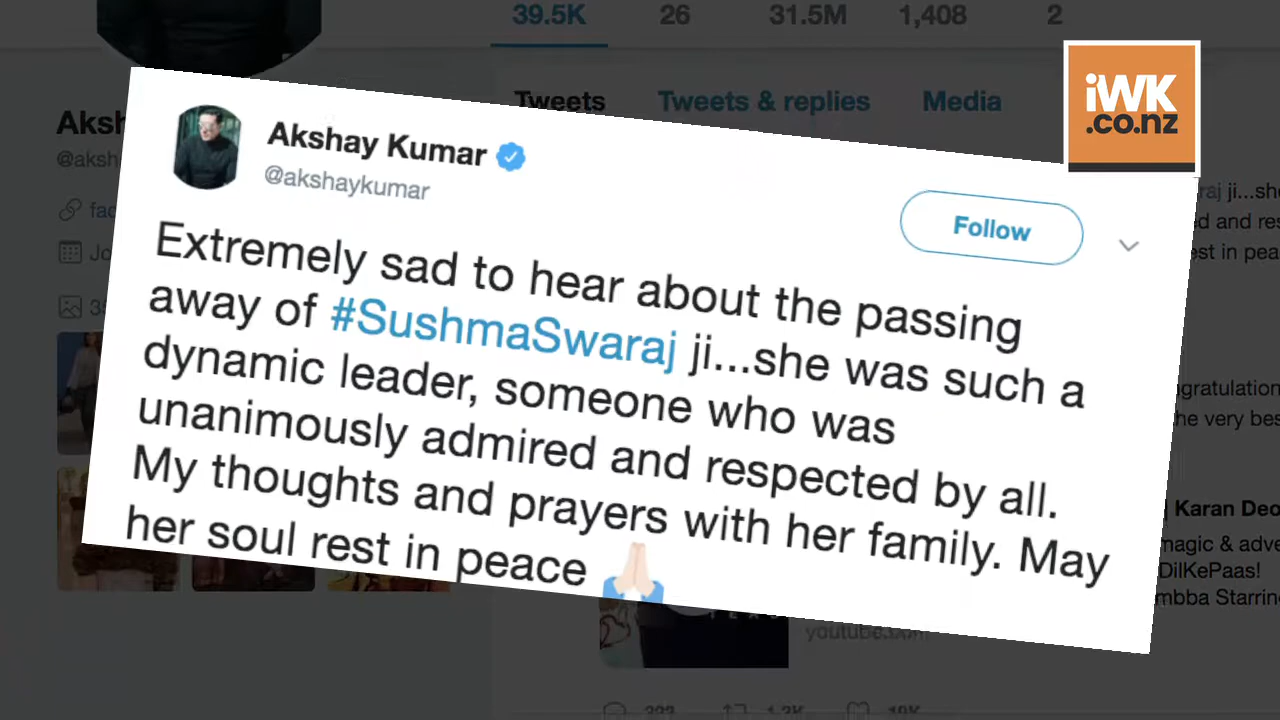 39.5K 26 31.5M 1,408 2
iWK
.co.nz
Tweets Tweets & replies Media
Aksh
@aksh
Akshay Kumar
@akshaykumar
Follow
Extremely sad to hear about the passing
away of #SushmaSwaraj ji...she was such a
dynamic leader, someone who was
unanimously admired and respected by all.
My thoughts and prayers with her family. May
her soul rest in peace 🙏🏻
fac
Jo
raj ji...she
d and res
est in pea
ngratulation
he very bes
Karan Deo
magic & adve
DilKePaas!
mbba Starrin
youtube.com